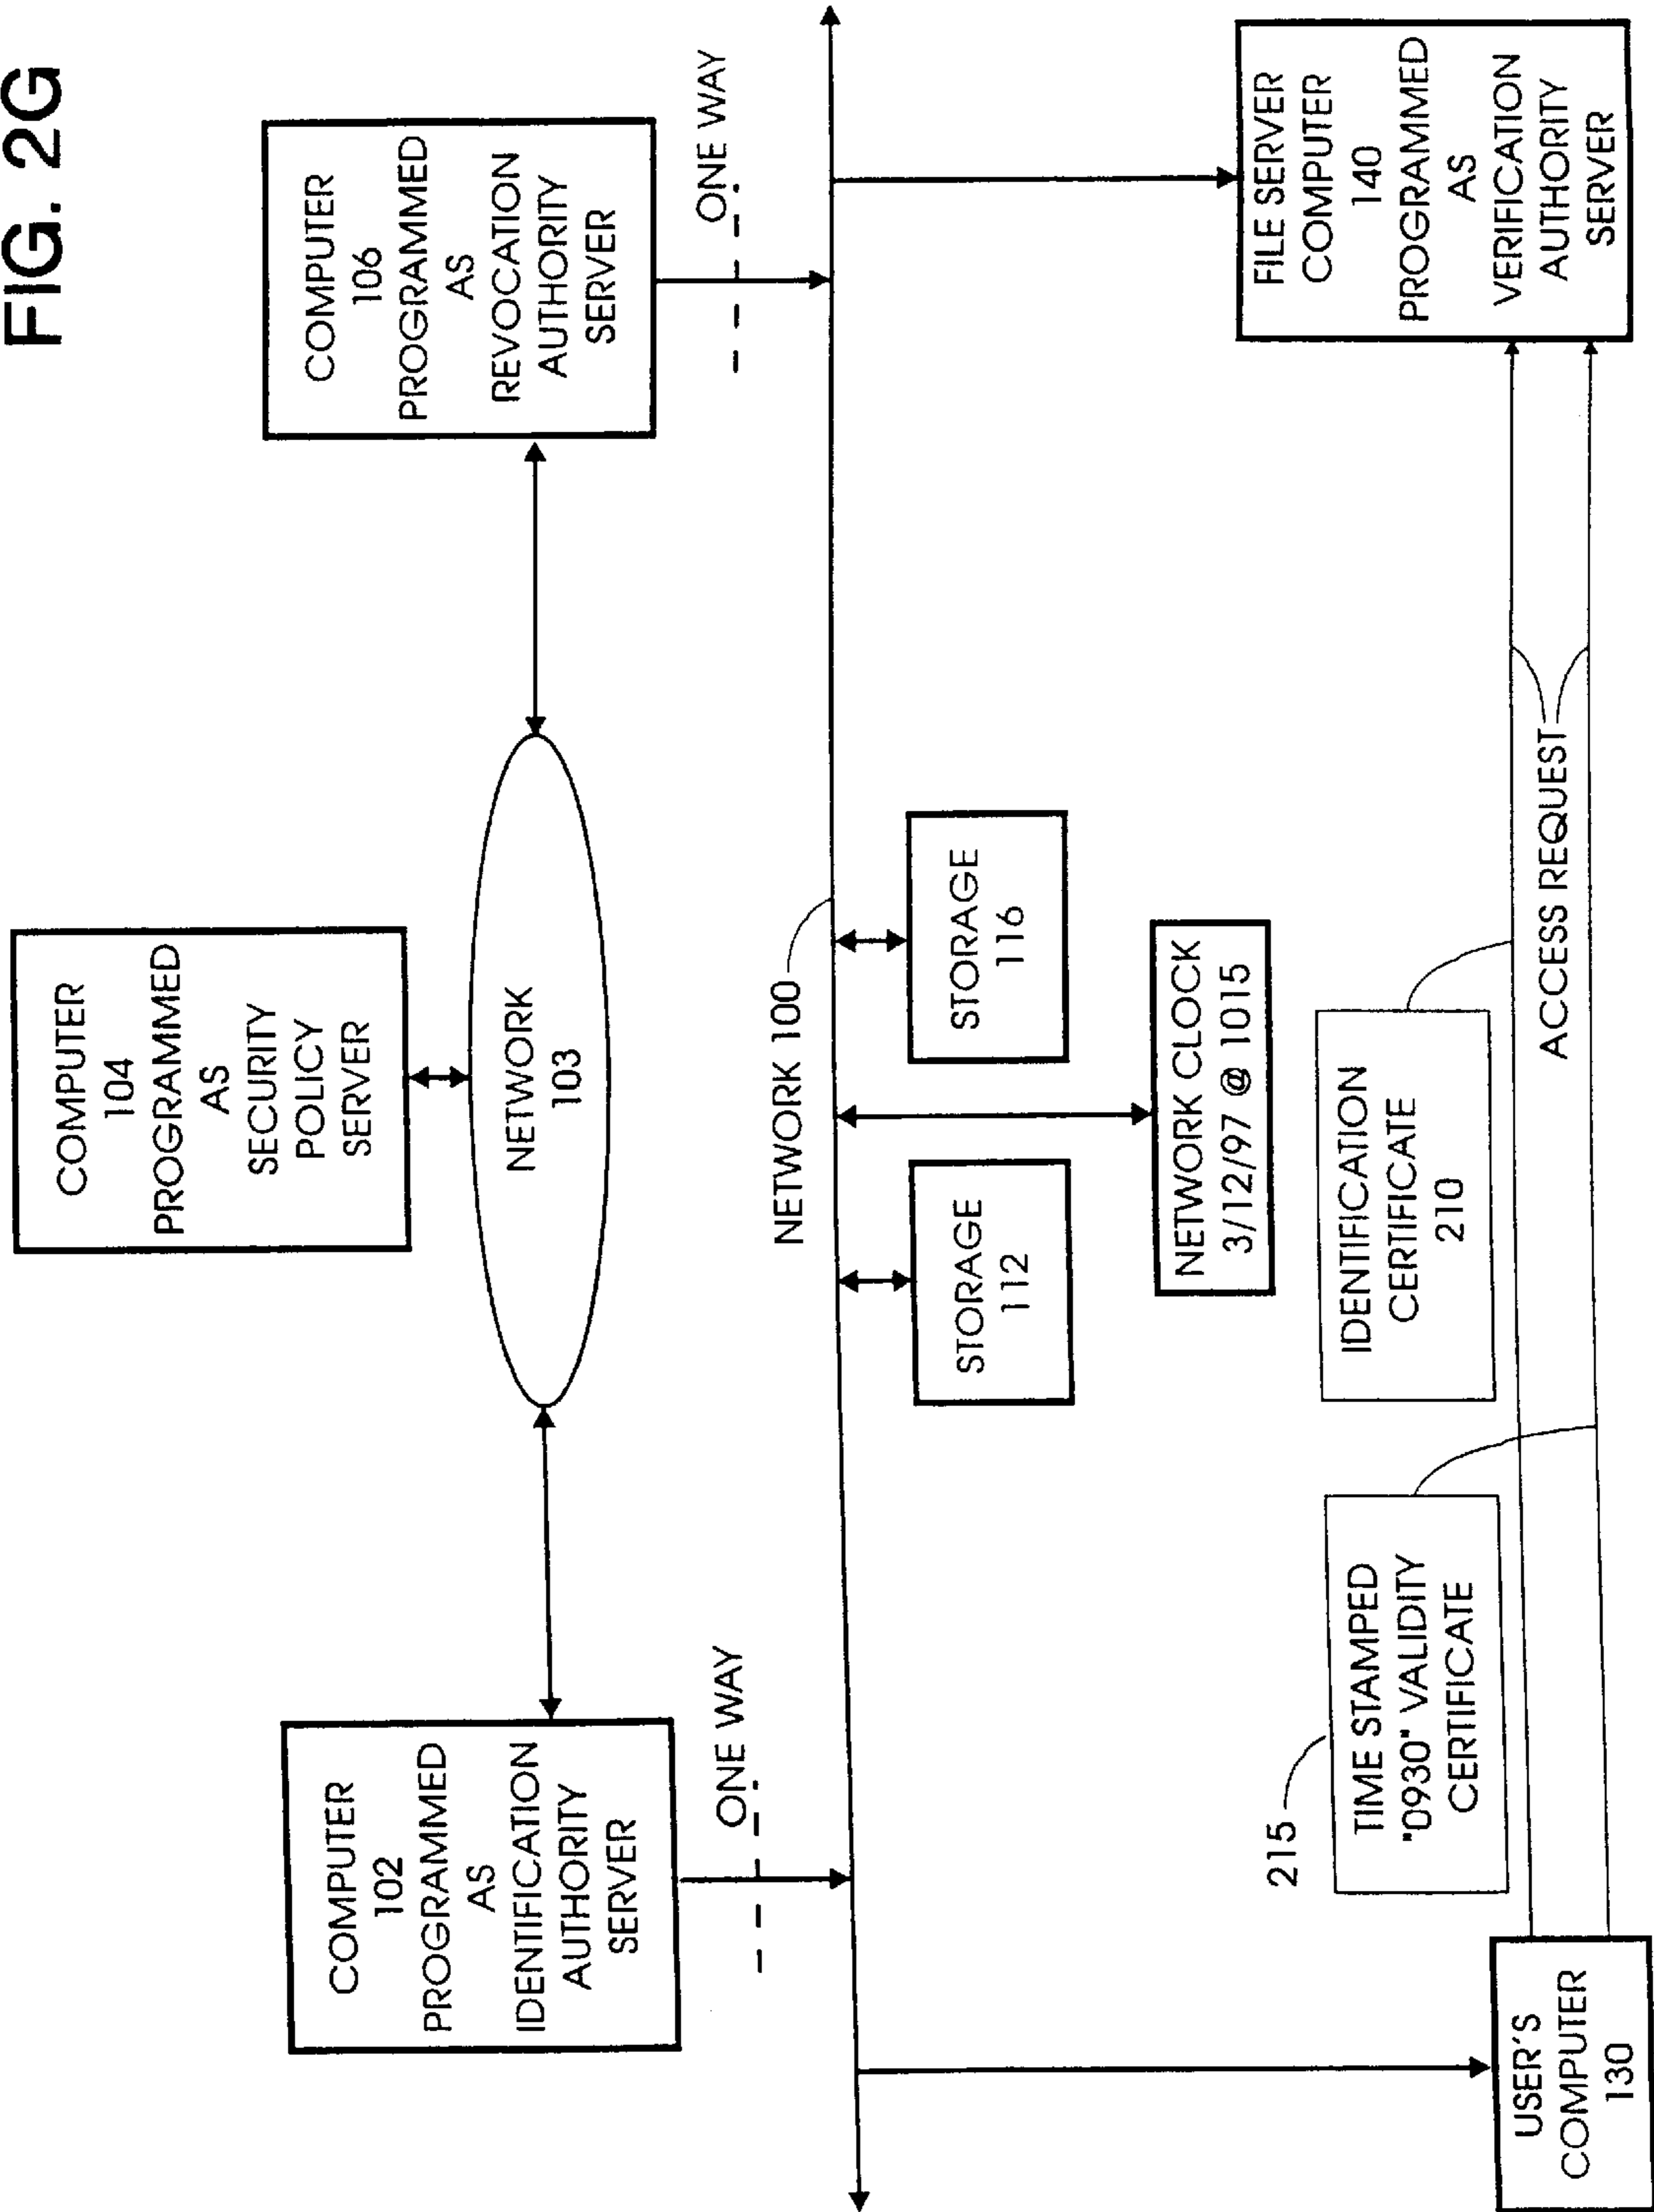 FIG. 2G
COMPUTER
104
PROGRAMMED
AS
SECURITY
POLICY
SERVER
COMPUTER
102
PROGRAMMED
AS
IDENTIFICATION
AUTHORITY
SERVER
NETWORK
103
COMPUTER
106
PROGRAMMED
AS
REVOCATION
AUTHORITY
SERVER
ONE WAY
ONE WAY
NETWORK 100
STORAGE
112
STORAGE
116
NETWORK CLOCK
3/12/97 @ 1015
215
TIME STAMPED
"0930" VALIDITY
CERTIFICATE
IDENTIFICATION
CERTIFICATE
210
ACCESS REQUEST
USER'S
COMPUTER
130
FILE SERVER
COMPUTER
140
PROGRAMMED
AS
VERIFICATION
AUTHORITY
SERVER